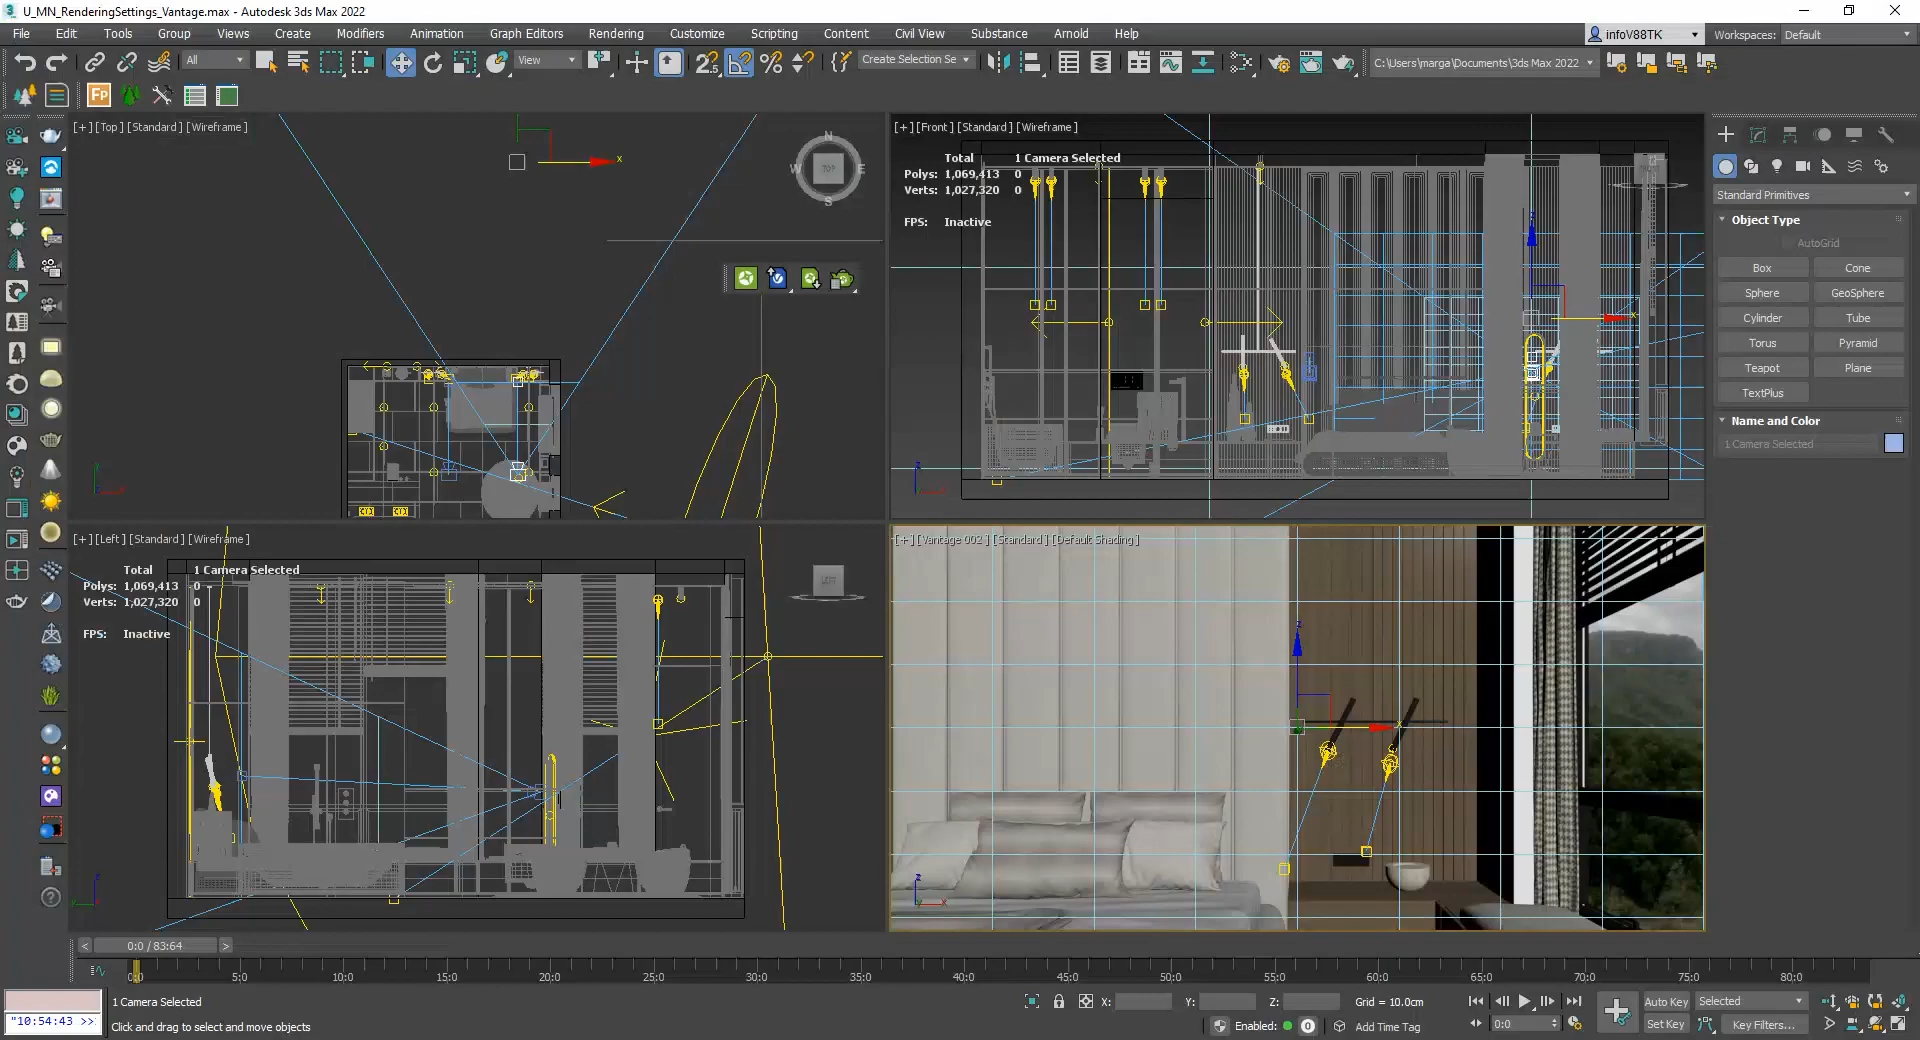 U_MN_RenderingSettings_Vantage.max - Autodesk 3ds Max 2022
File Edit Tools Group Views Create Modifiers Animation Graph Editors Rendering Customize Scripting Content Civil View Substance Arnold Help
infoV88TK Workspaces: Default
All View Create Selection Se C:\Users\marga\Documents\3ds Max 2022
[+] [Top] [Standard] [Wireframe]
N
W TOP E
S
x
[+] [Front] [Standard] [Wireframe]
Total 1 Camera Selected
Polys: 1,069,413 0
Verts: 1,027,320 0
FPS: Inactive
Standard Primitives
Object Type
AutoGrid
Box Cone
Sphere GeoSphere
Cylinder Tube
Torus Pyramid
Teapot Plane
TextPlus
Name and Color
1 Camera Selected
[+] [Left] [Standard] [Wireframe]
Total 1 Camera Selected
Polys: 1,069,413 0
Verts: 1,027,320 0
FPS: Inactive
LEFT
[+] [Vantage 002] [Standard] [Default Shading]
z
x
< 0:0 / 83:64 >
0:0 5:0 10:0 15:0 20:0 25:0 30:0 35:0 40:0 45:0 50:0 55:0 60:0 65:0 70:0 75:0 80:0
1 Camera Selected
X: Y: Z: Grid = 10.0cm
Auto Key Selected
"10:54:43 >>
Click and drag to select and move objects
Enabled: 0 Add Time Tag
0:0
Set Key Key Filters...